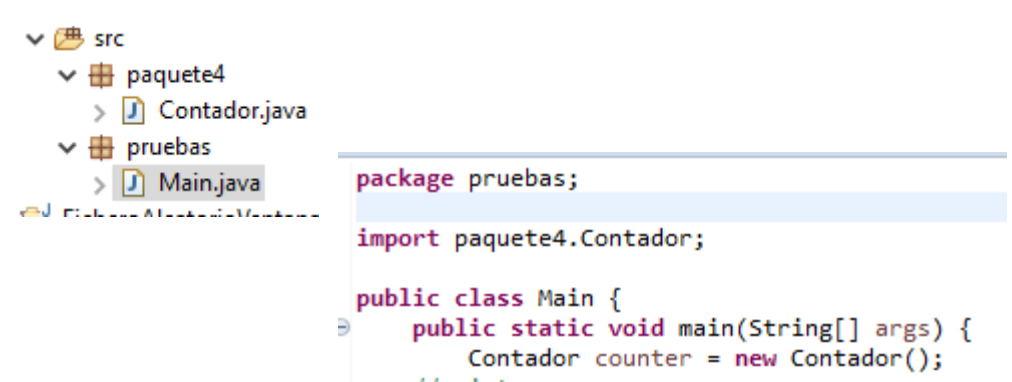 src
paquete4
Contador.java
pruebas
Main.java
package pruebas;
import paquete4.Contador;
public class Main {
public static void main(String[] args) {
Contador counter = new Contador();